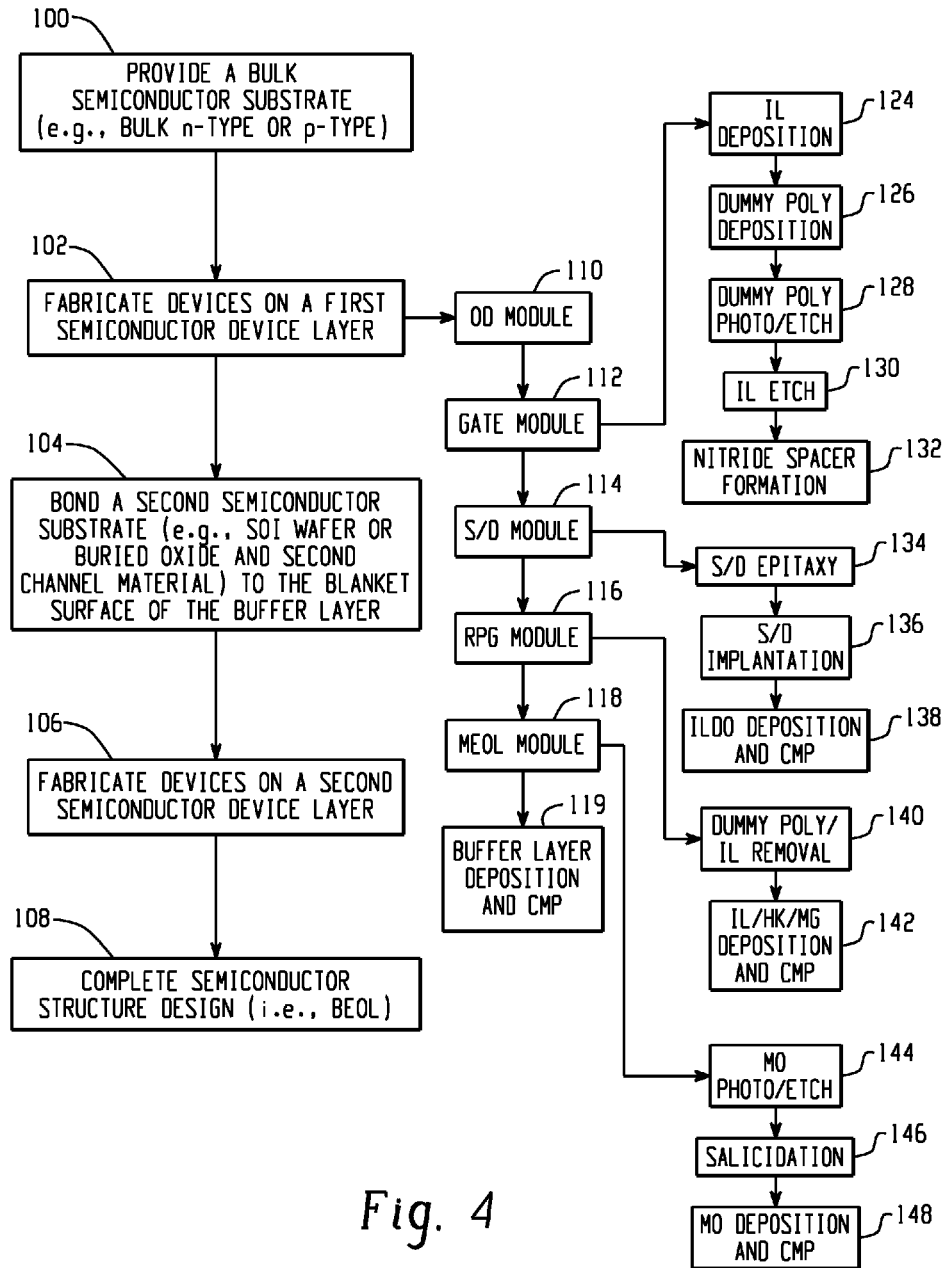 100
PROVIDE A BULK
SEMICONDUCTOR SUBSTRATE
(e.g., BULK n-TYPE OR p-TYPE)
102
FABRICATE DEVICES ON A FIRST
SEMICONDUCTOR DEVICE LAYER
104
BOND A SECOND SEMICONDUCTOR
SUBSTRATE (e.g., SOI WAFER OR
BURIED OXIDE AND SECOND
CHANNEL MATERIAL) TO THE BLANKET
SURFACE OF THE BUFFER LAYER
106
FABRICATE DEVICES ON A SECOND
SEMICONDUCTOR DEVICE LAYER
108
COMPLETE SEMICONDUCTOR
STRUCTURE DESIGN (i.e., BEOL)
110
OD MODULE
112
GATE MODULE
114
S/D MODULE
116
RPG MODULE
118
MEOL MODULE
119
BUFFER LAYER
DEPOSITION
AND CMP
124
IL
DEPOSITION
126
DUMMY POLY
DEPOSITION
128
DUMMY POLY
PHOTO/ETCH
130
IL ETCH
132
NITRIDE SPACER
FORMATION
134
S/D EPITAXY
136
S/D
IMPLANTATION
138
ILDO DEPOSITION
AND CMP
140
DUMMY POLY/
IL REMOVAL
142
IL/HK/MG
DEPOSITION
AND CMP
144
MO
PHOTO/ETCH
146
SALICIDATION
148
MO DEPOSITION
AND CMP
Fig. 4